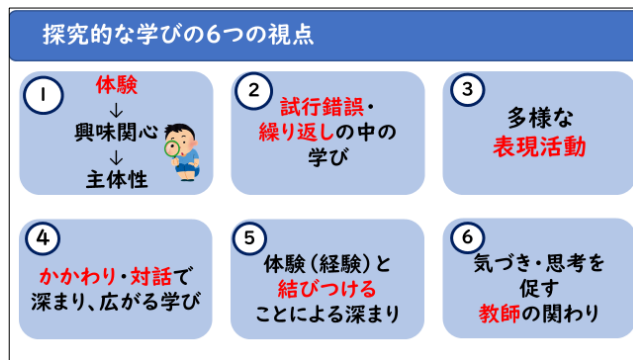 探究的な学びの6つの視点
1
体験
↓
興味関心
↓
主体性
2
試行錯誤・
繰り返しの中の
学び
3
多様な
表現活動
4
かかわり・対話で
深まり、広がる学び
5
体験(経験)と
結びつける
ことによる深まり
6
気づき・思考を
促す
教師の関わり